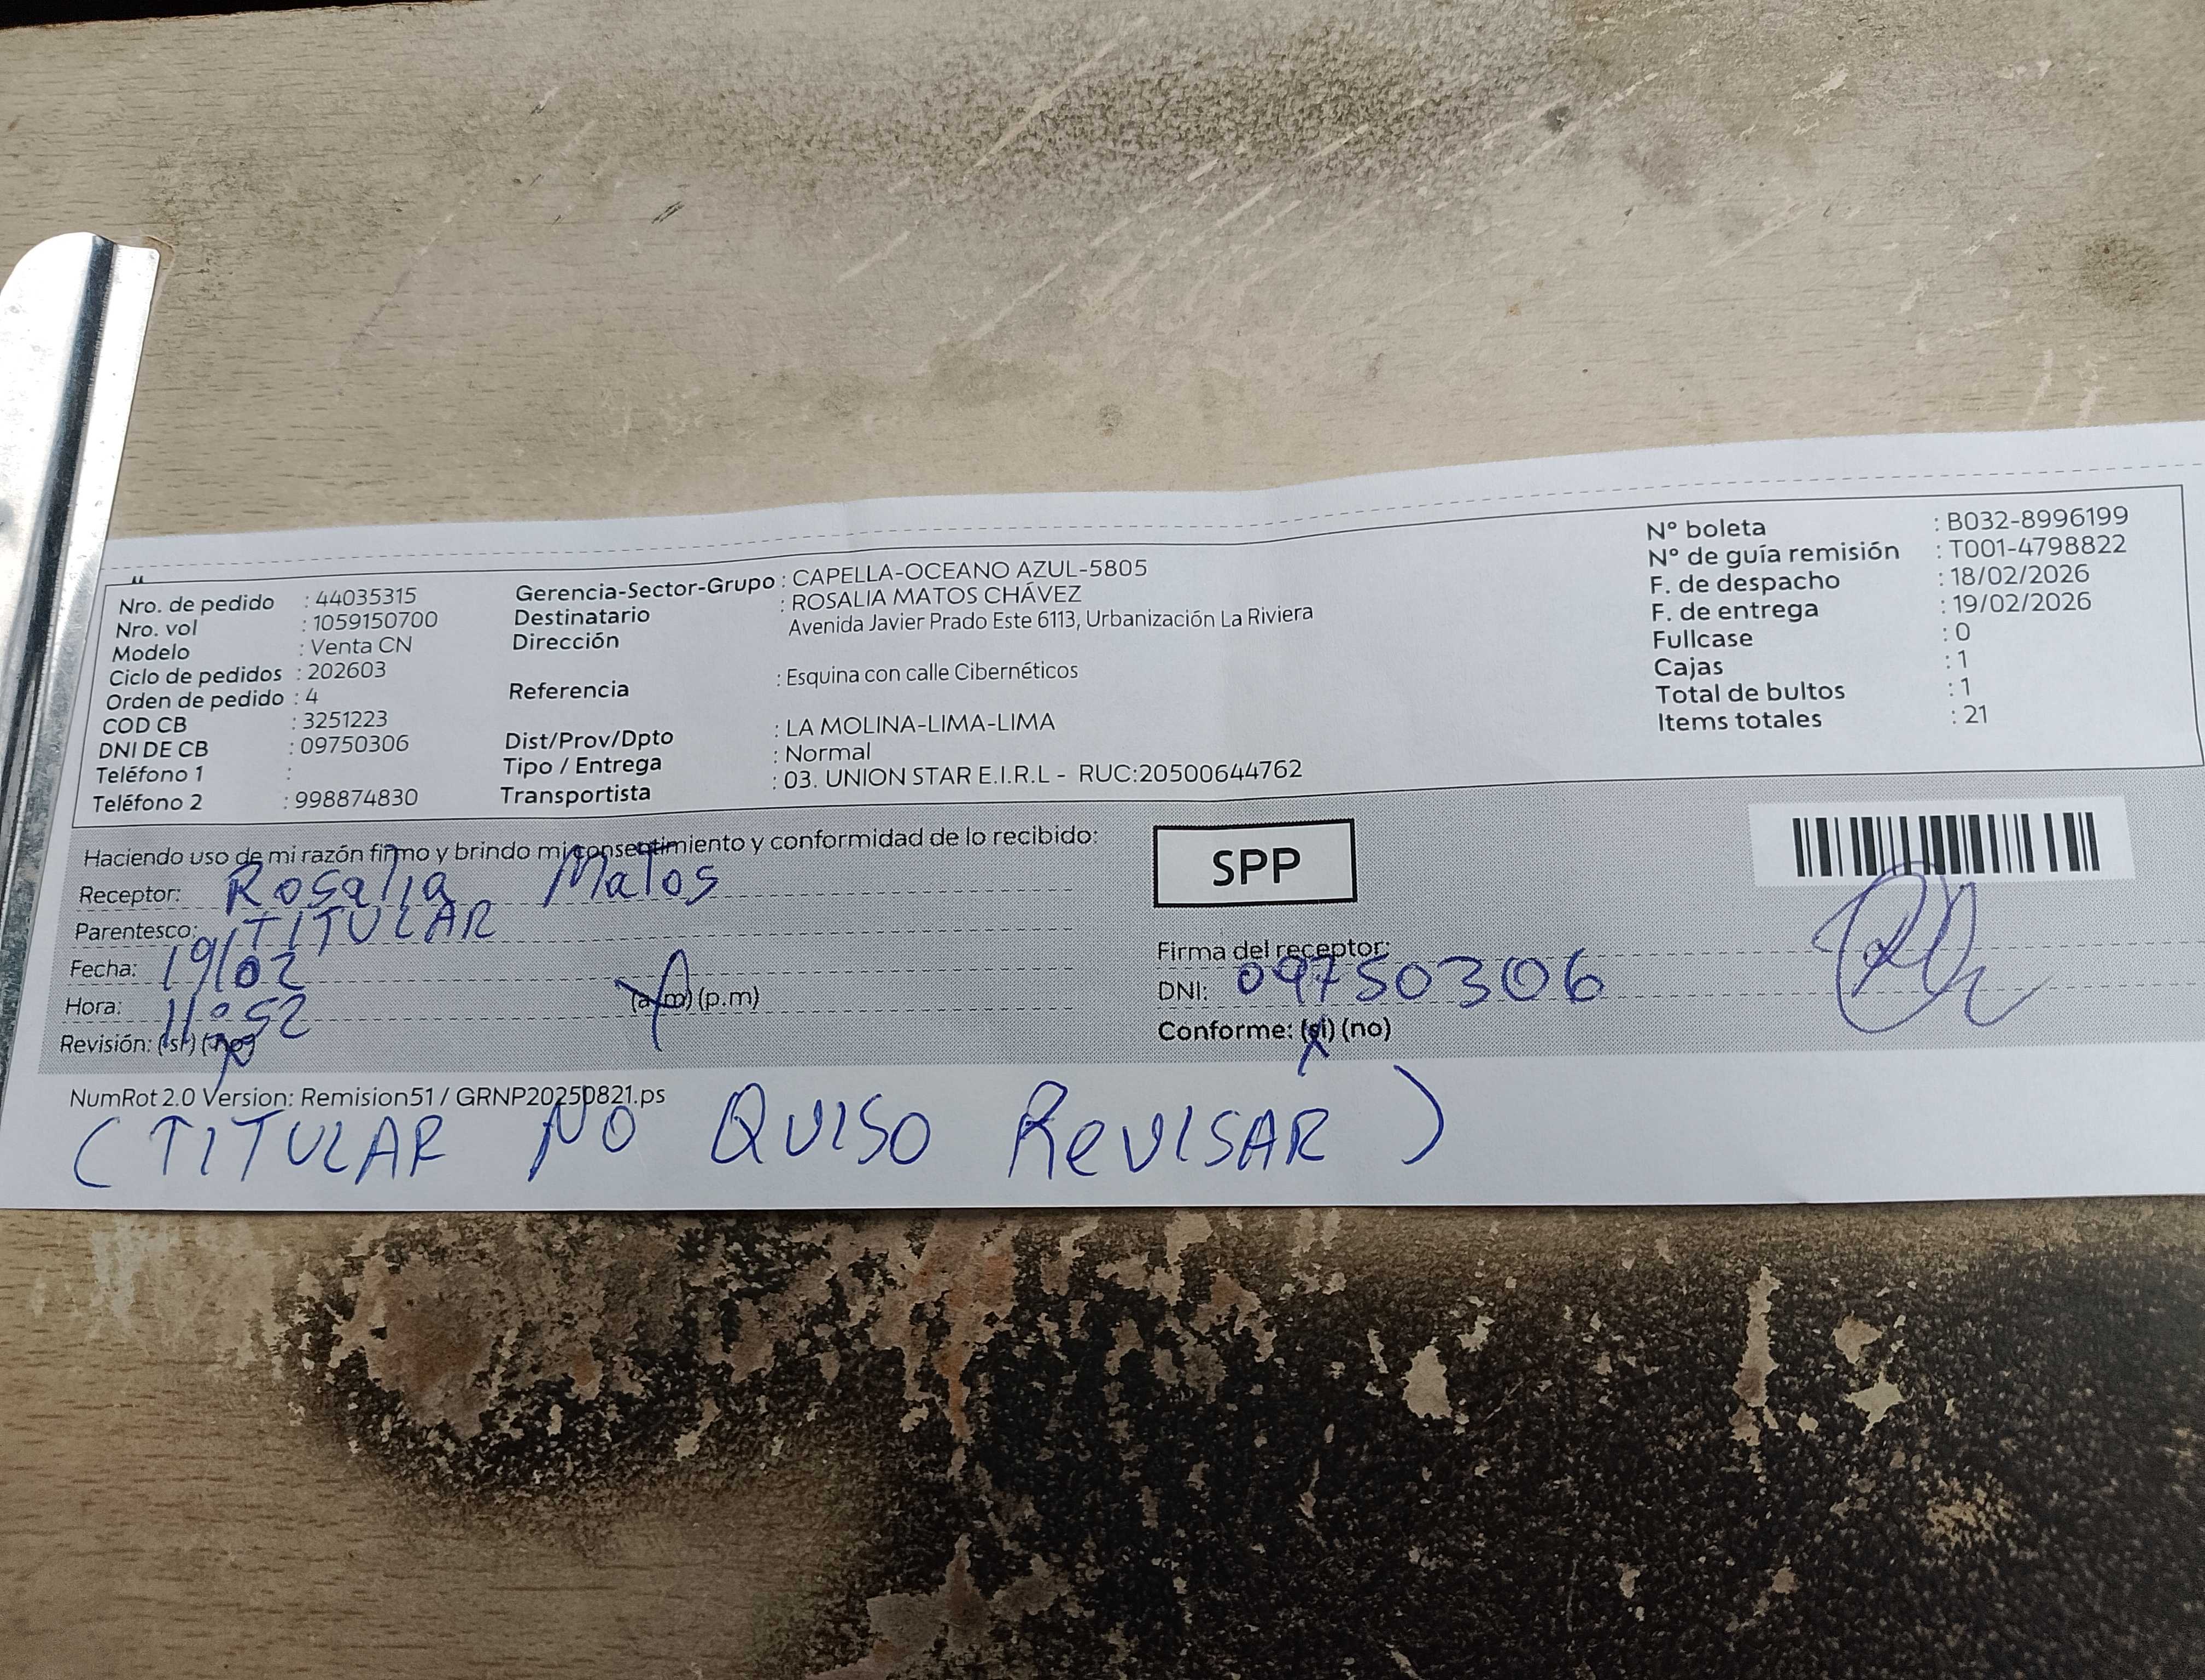 Nro. de pedido : 44035315
Nro. vol : 1059150700
Modelo : Venta CN
Ciclo de pedidos : 202603
Orden de pedido : 4
COD CB : 3251223
DNI DE CB : 09750306
Teléfono 1 :
Teléfono 2 : 998874830
Gerencia-Sector-Grupo : CAPELLA-OCEANO AZUL-5805
Destinatario : ROSALIA MATOS CHÁVEZ
Dirección Avenida Javier Prado Este 6113, Urbanización La Riviera
Referencia : Esquina con calle Cibernéticos
Dist/Prov/Dpto : LA MOLINA-LIMA-LIMA
Tipo / Entrega : Normal
Transportista : 03. UNION STAR E.I.R.L - RUC:20500644762
N° boleta : B032-8996199
N° de guía remisión : T001-4798822
F. de despacho : 18/02/2026
F. de entrega : 19/02/2026
Fullcase : 0
Cajas : 1
Total de bultos : 1
Items totales : 21
Haciendo uso de mi razón firmo y brindo mi consentimiento y conformidad de lo recibido:
Receptor: Rosalia Matos
Parentesco: TITULAR
Fecha: 19/02
Hora: 11:52 (a.m) (p.m)
Revisión: (si) (no)
SPP
Firma del receptor:
DNI: 09750306
Conforme: (si) (no)
NumRot 2.0 Version: Remision51 / GRNP20250821.ps
(TITULAR NO QUISO REVISAR)